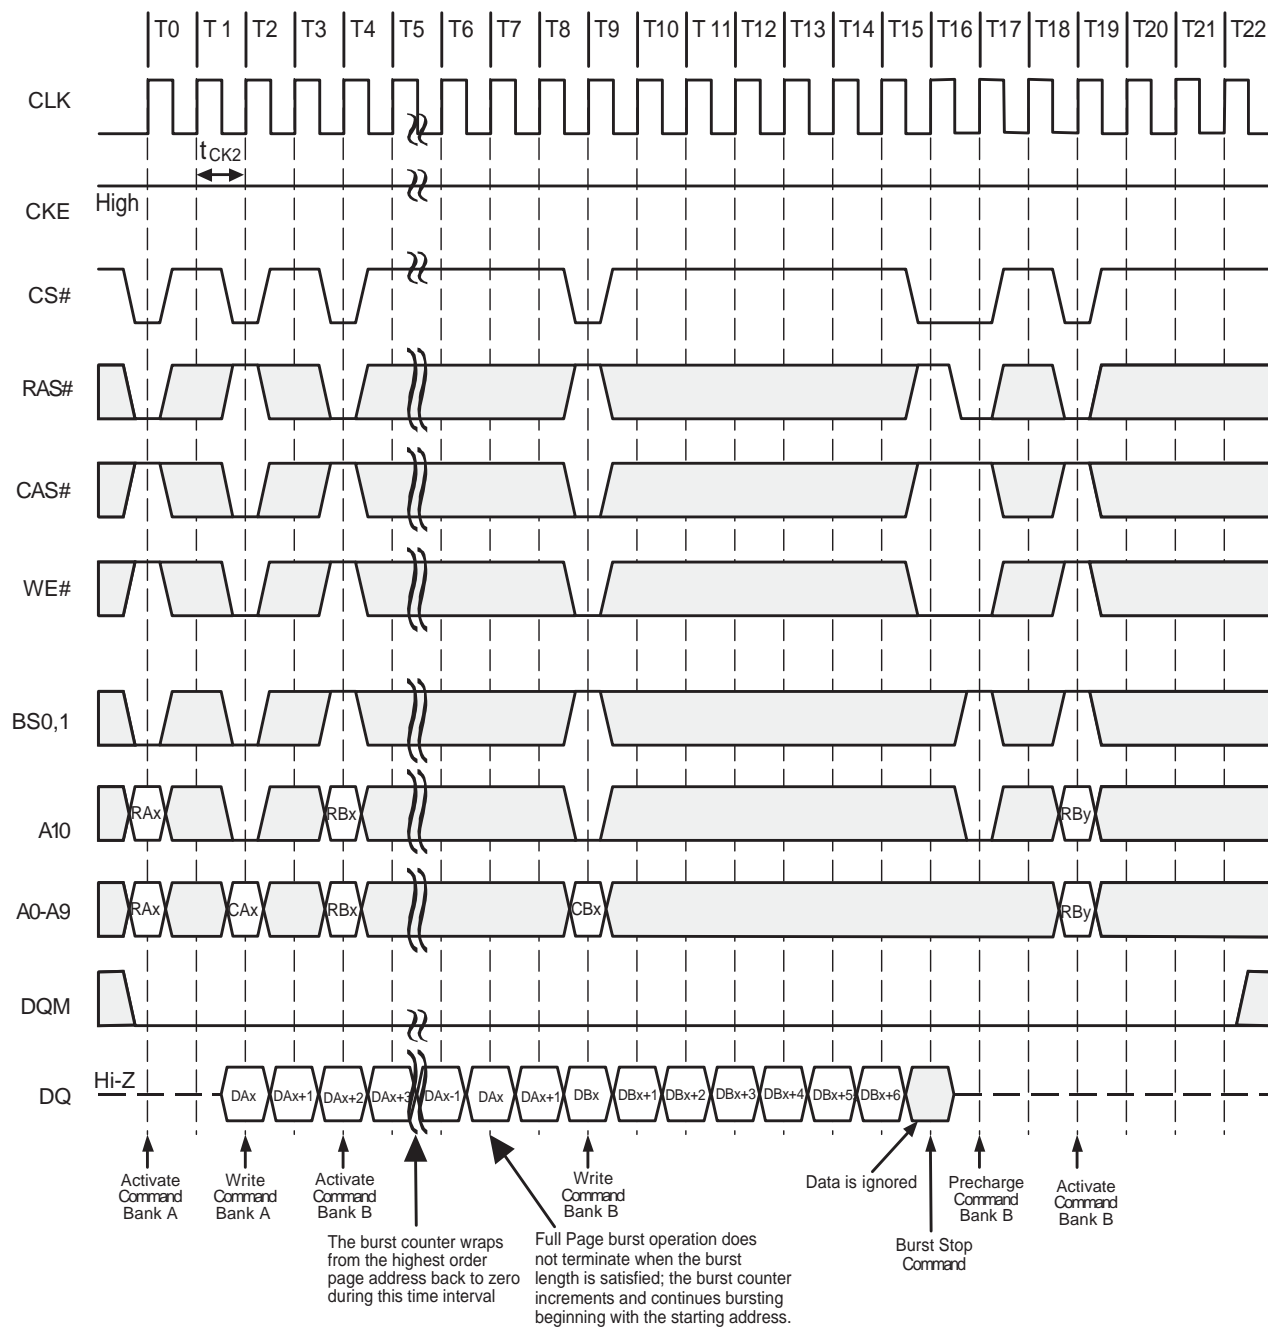 T0 T 1 T2 T3 T4 T5 T6 T7 T8 T9 T10 T 11 T12 T13 T14 T15 T16 T17 T18 T19 T20 T21 T22
CLK
tCK2
High
CKE
CS#
RAS#
CAS#
WE#
BS0,1
RAx RBx RBy
A10
A0-A9 RAx CAx RBx CBx RBy
DQM
Hi-Z
DQ DAx DAx+1 DAx+2 DAx+3 DAx-1 DAx DAx+1 DBx DBx+1 DBx+2 DBx+3 DBx+4 DBx+5 DBx+6
Activate
Command
Bank A
Write
Command
Bank A
Activate
Command
Bank B
The burst counter wraps
from the highest order
page address back to zero
during this time interval
Full Page burst operation does
not terminate when the burst
length is satisfied; the burst counter
increments and continues bursting
beginning with the starting address.
Write
Command
Bank B
Data is ignored
Burst Stop
Command
Precharge
Command
Bank B
Activate
Command
Bank B